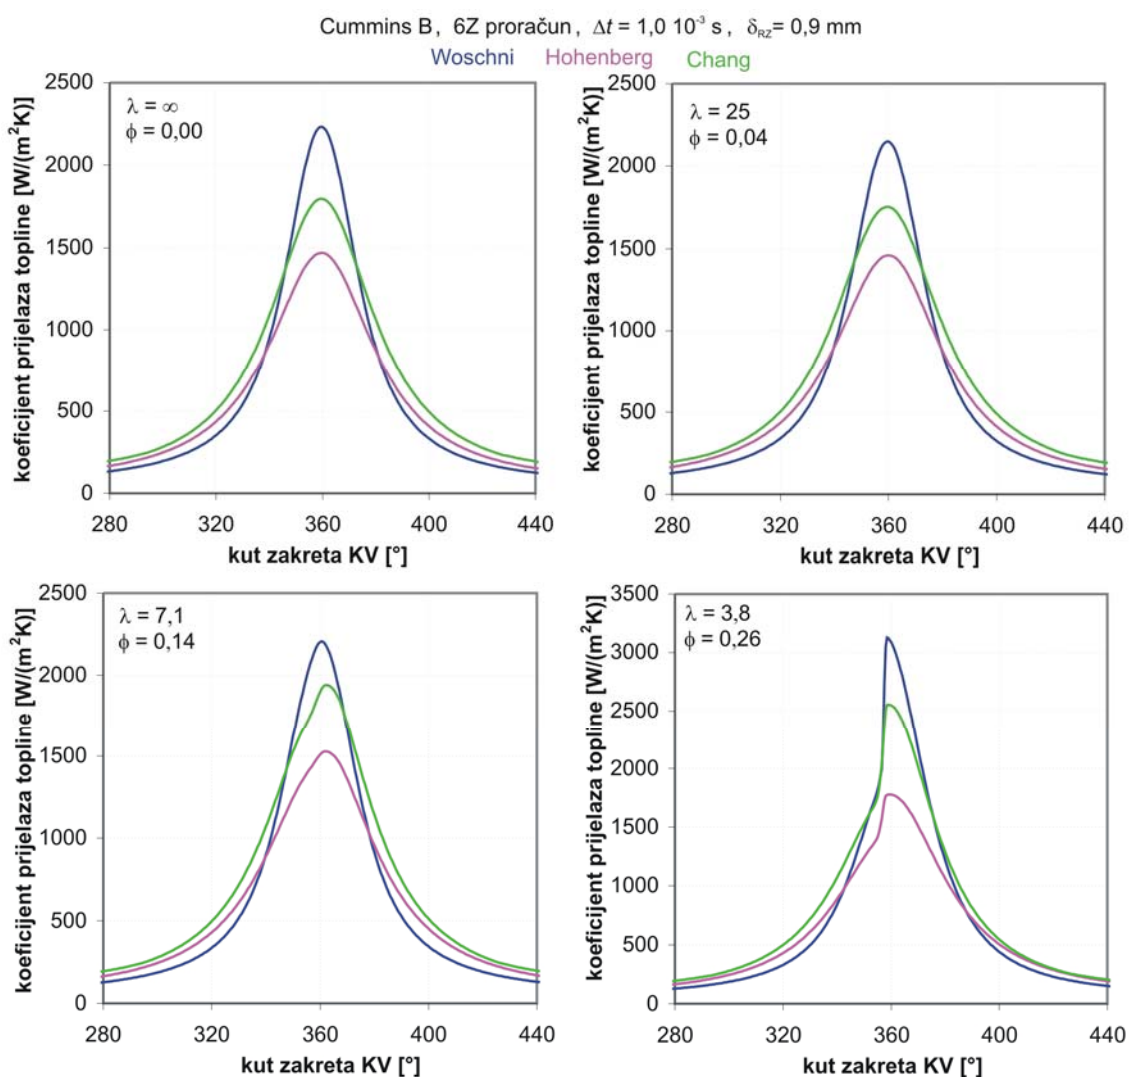 Cummins B, 6Z proračun, Δt = 1,0 10⁻³ s, δRZ= 0,9 mm
Woschni Hohenberg Chang
koeficijent prijelaza topline [W/(m²K)]
2500
2000
1500
1000
500
0
λ = ∞
ϕ = 0,00
280 320 360 400 440
kut zakreta KV [°]
koeficijent prijelaza topline [W/(m²K)]
2500
2000
1500
1000
500
0
λ = 25
ϕ = 0,04
280 320 360 400 440
kut zakreta KV [°]
koeficijent prijelaza topline [W/(m²K)]
2500
2000
1500
1000
500
0
λ = 7,1
ϕ = 0,14
280 320 360 400 440
kut zakreta KV [°]
koeficijent prijelaza topline [W/(m²K)]
3500
3000
2500
2000
1500
1000
500
0
λ = 3,8
ϕ = 0,26
280 320 360 400 440
kut zakreta KV [°]